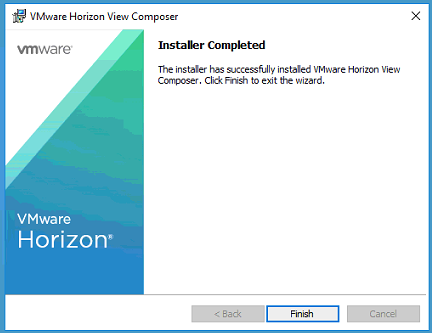 VMware Horizon View Composer
vmware®
Installer Completed
The installer has successfully installed VMware Horizon View
Composer. Click Finish to exit the wizard.
VMware
Horizon®
< Back
Finish
Cancel